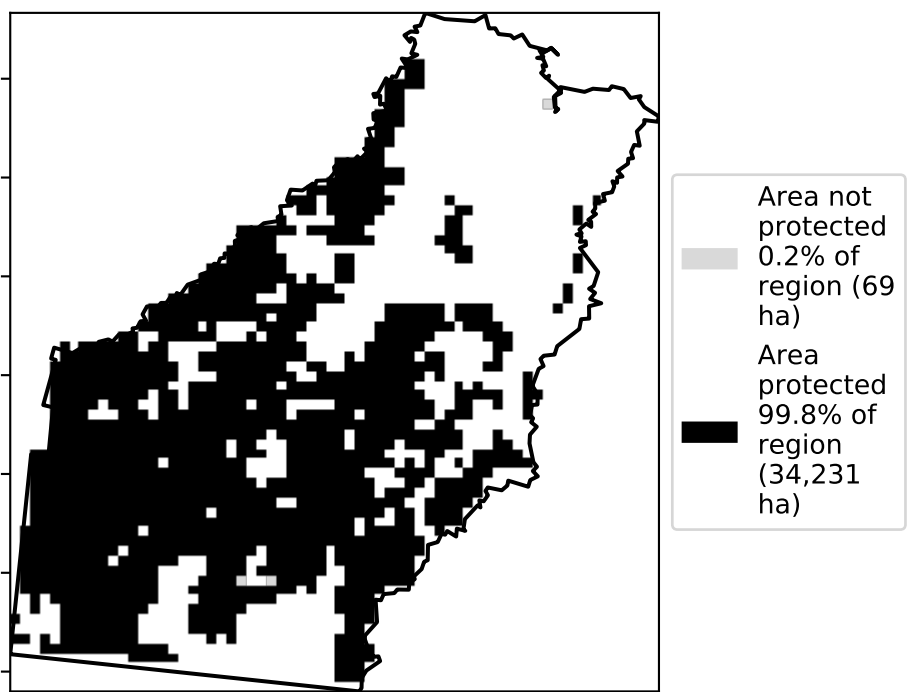 Area not
protected
0.2% of
region (69
ha)
Area
protected
99.8% of
region
(34,231
ha)